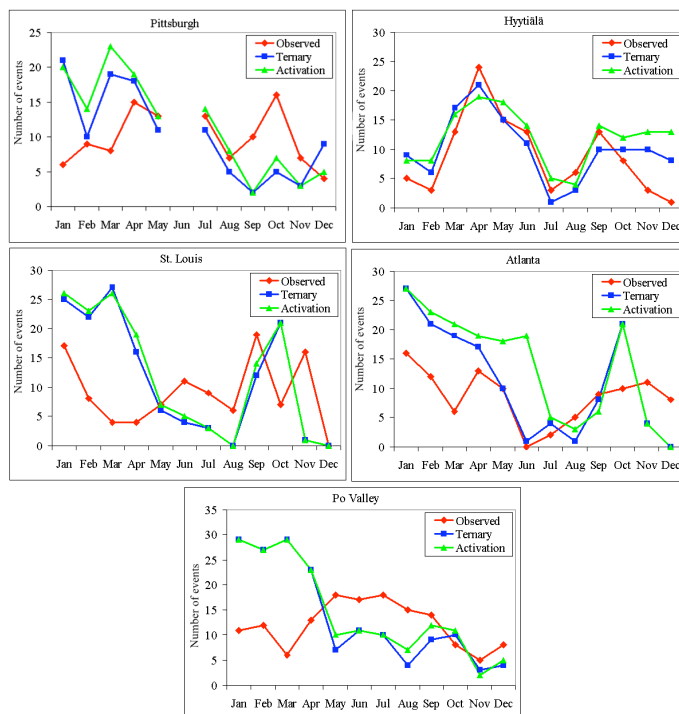 Pittsburgh
25
20
15
10
5
0
Number of events
Observed
Ternary
Activation
Jan Feb Mar Apr May Jun Jul Aug Sep Oct Nov Dec
Hyytiälä
30
25
20
15
10
5
0
Number of events
Observed
Ternary
Activation
Jan Feb Mar Apr May Jun Jul Aug Sep Oct Nov Dec
St. Louis
30
25
20
15
10
5
0
Number of events
Observed
Ternary
Activation
Jan Feb Mar Apr May Jun Jul Aug Sep Oct Nov Dec
Atlanta
30
25
20
15
10
5
0
Number of events
Observed
Ternary
Activation
Jan Feb Mar Apr May Jun Jul Aug Sep Oct Nov Dec
Po Valley
35
30
25
20
15
10
5
0
Number of events
Observed
Ternary
Activation
Jan Feb Mar Apr May Jun Jul Aug Sep Oct Nov Dec